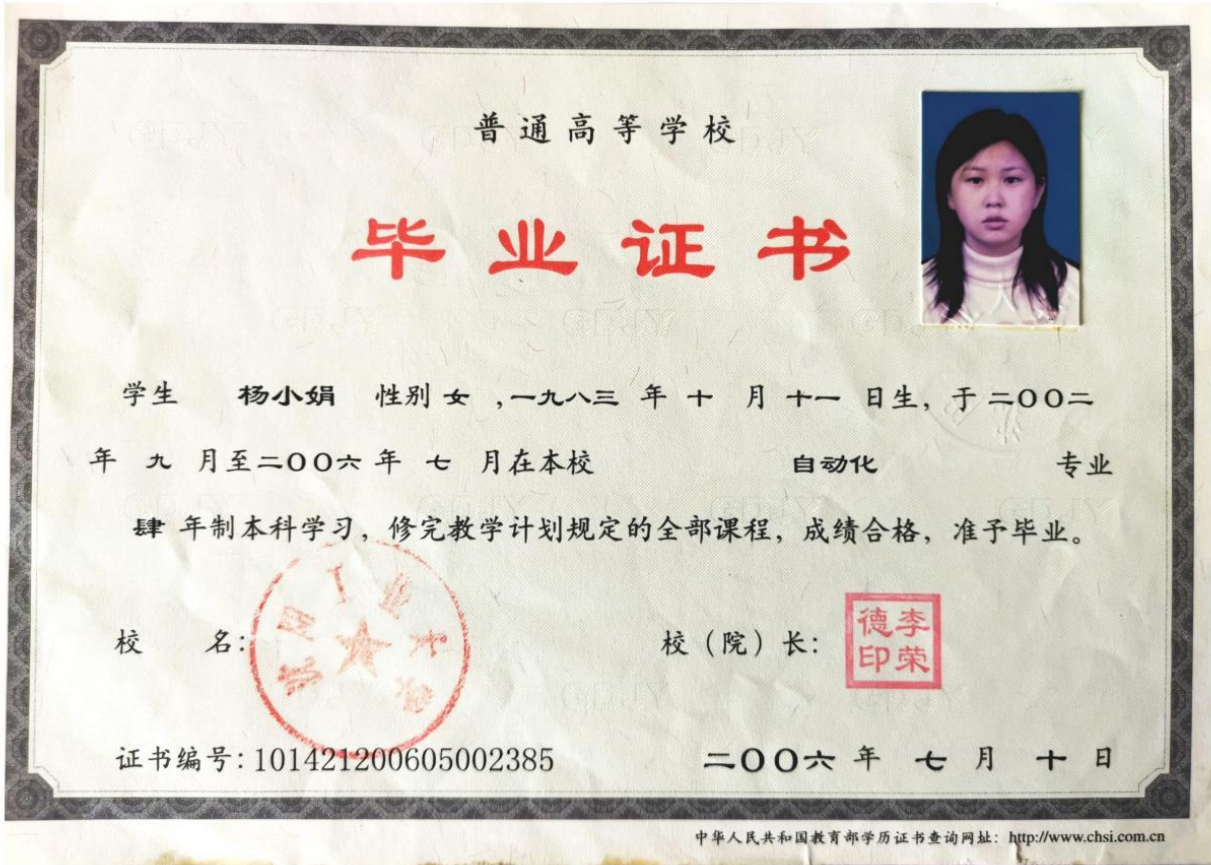 普通高等学校
毕业证书
学生 杨小娟 性别 女 ,一九八三 年 十 月 十一 日生, 于 二OO二
年 九 月至二OO六 年 七 月在本校 自动化 专业
肆 年制本科学习, 修完教学计划规定的全部课程, 成绩合格, 准予毕业。
校 名:
校 (院) 长:
李荣德印
证书编号: 101421200605002385
二OO六 年 七 月 十 日
中华人民共和国教育部学历证书查询网址: http://www.chsi.com.cn